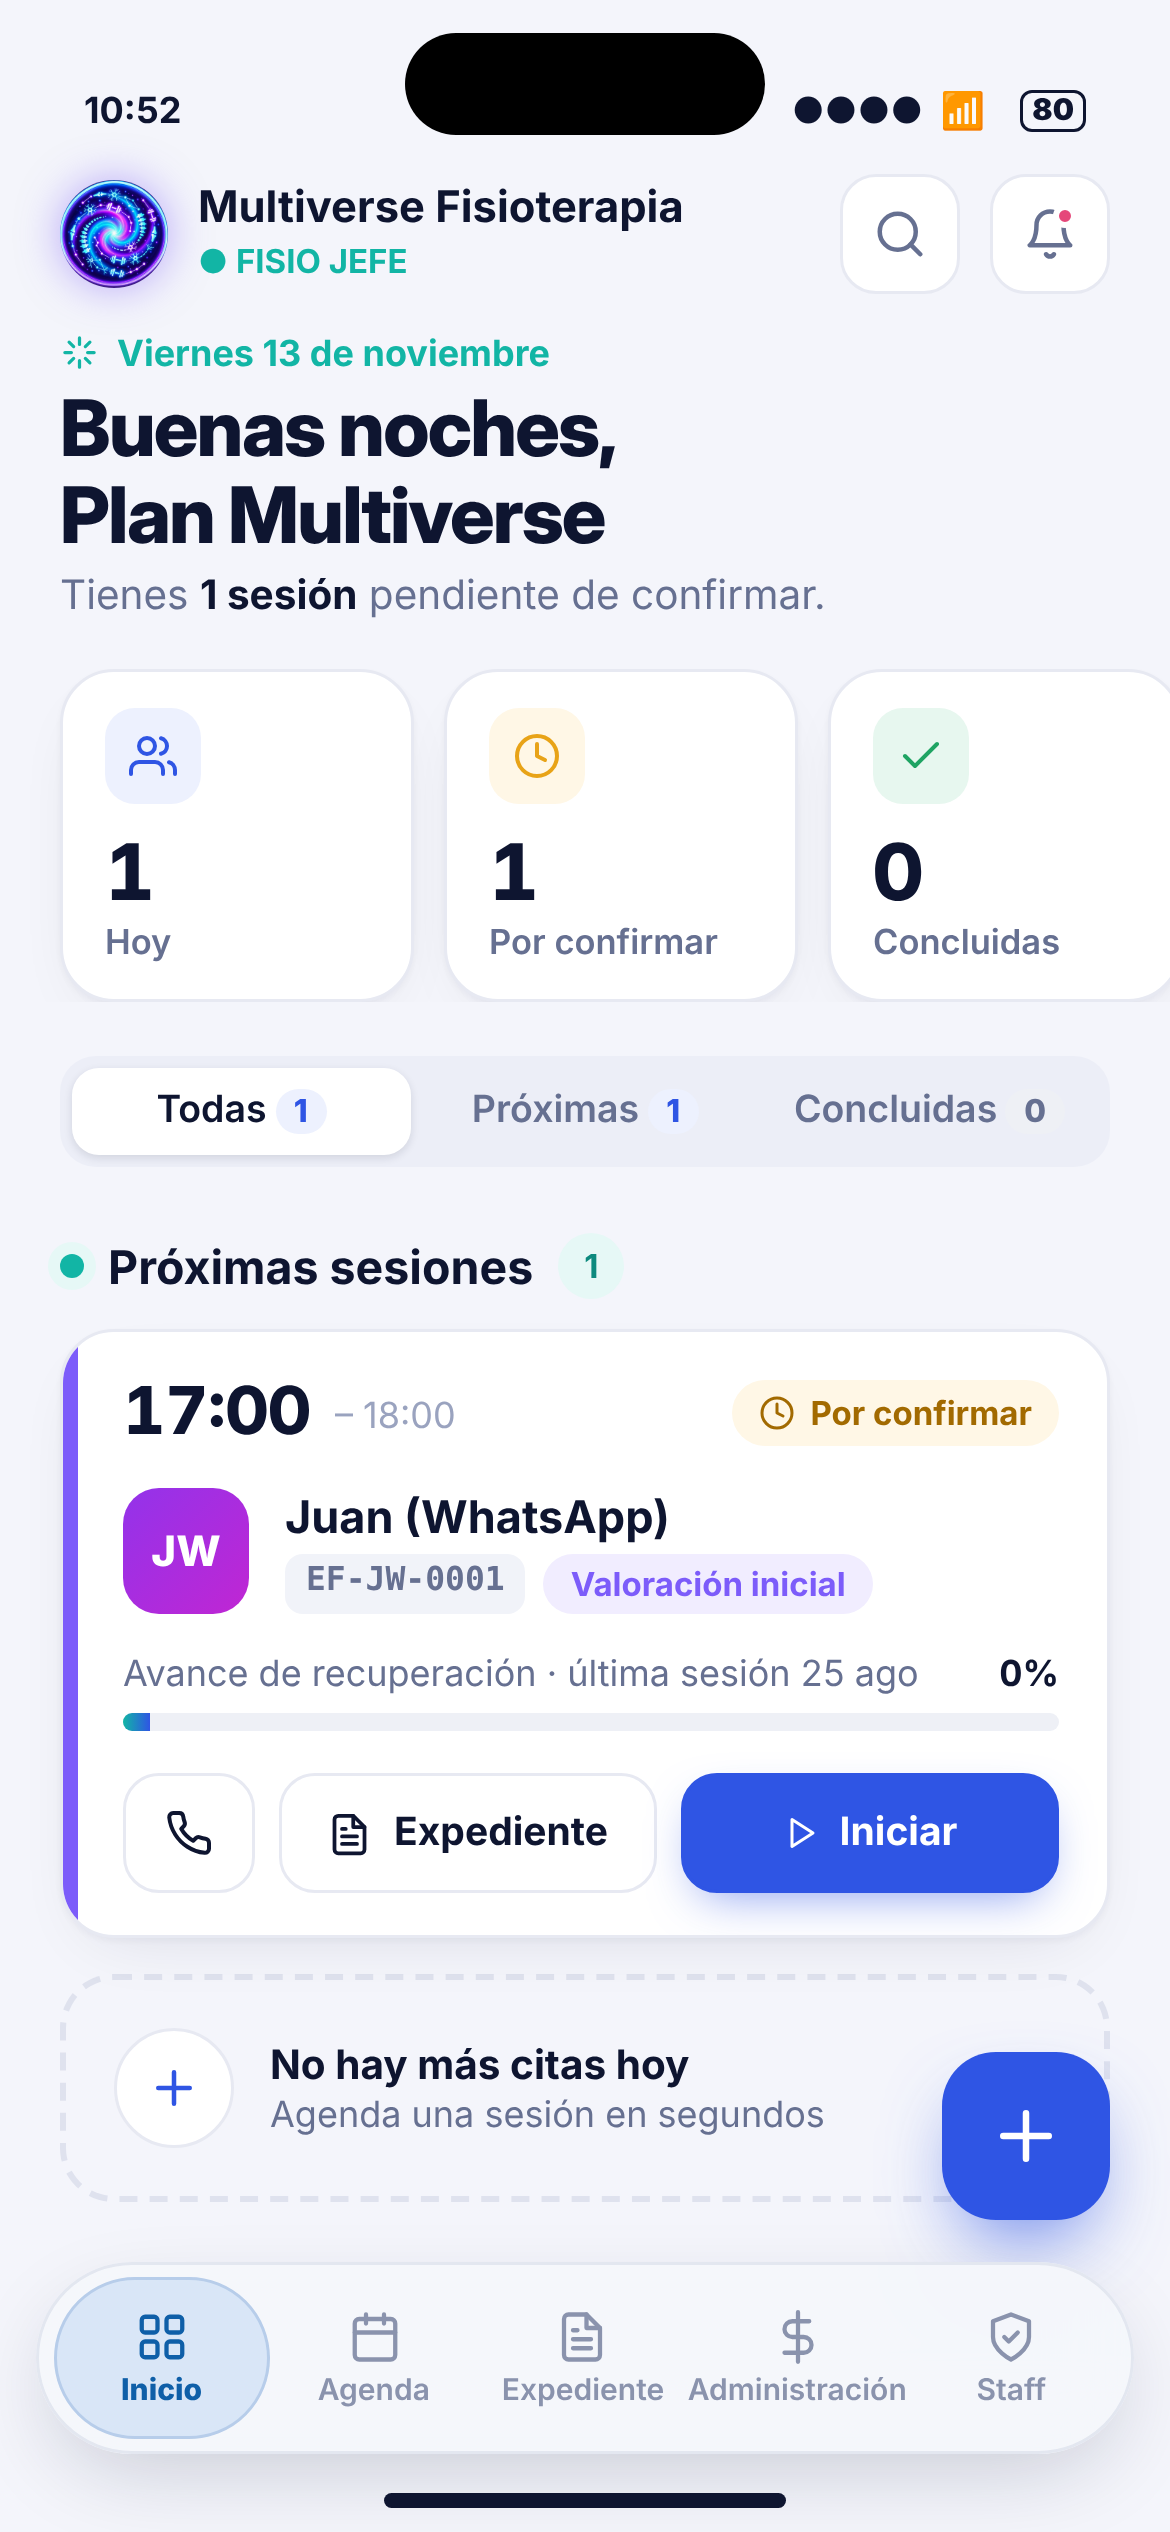 10:52
80
Multiverse Fisioterapia
FISIO JEFE
Viernes 13 de noviembre
Buenas noches,
Plan Multiverse
Tienes 1 sesión pendiente de confirmar.
1
Hoy
1
Por confirmar
0
Concluidas
Todas 1
Próximas 1
Concluidas 0
Próximas sesiones 1
17:00 – 18:00
Por confirmar
JW
Juan (WhatsApp)
EF-JW-0001
Valoración inicial
Avance de recuperación · última sesión 25 ago
0%
Expediente
Iniciar
No hay más citas hoy
Agenda una sesión en segundos
Inicio
Agenda
Expediente
Administración
Staff